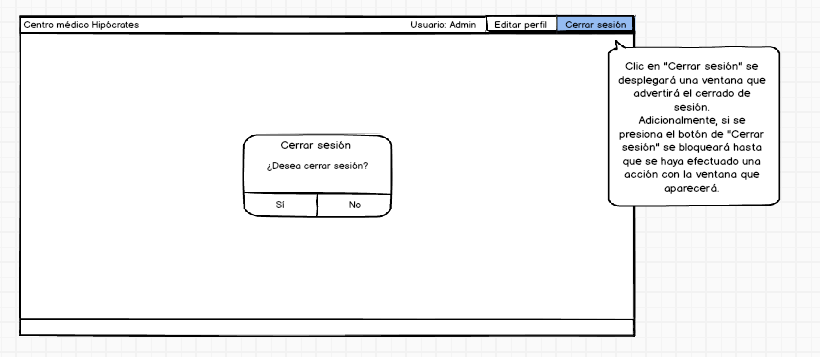 Centro médico Hipócrates
Usuario: Admin
Editar perfil
Cerrar sesión
Clic en "Cerrar sesión" se
desplegará una ventana que
advertirá el cerrado de
sesión.
Adicionalmente, si se
presiona el botón de "Cerrar
sesión" se bloqueará hasta
que se haya efectuado una
acción con la ventana que
aparecerá.
Cerrar sesión
¿Desea cerrar sesión?
Sí
No